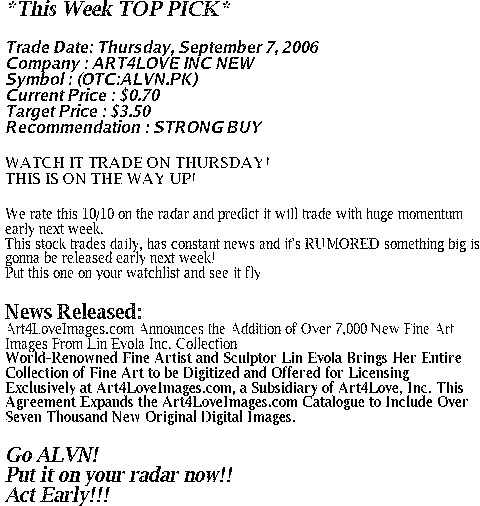 *This Week TOP PICK*
Trade Date: Thursday, September 7, 2006
Company : ART4LOVE INC NEW
Symbol : (OTC:ALVN.PK)
Current Price : $0.70
Target Price : $3.50
Recommendation : STRONG BUY
WATCH IT TRADE ON THURSDAY!
THIS IS ON THE WAY UP!
We rate this 10/10 on the radar and predict it will trade with huge momentum
early next week.
This stock trades daily, has constant news and it's RUMORED something big is
gonna be released early next week!
Put this one on your watchlist and see it fly
News Released:
Art4LoveImages.com Announces the Addition of Over 7,000 New Fine Art
Images From Lin Evola Inc. Collection
World-Renowned Fine Artist and Sculptor Lin Evola Brings Her Entire
Collection of Fine Art to be Digitized and Offered for Licensing
Exclusively at Art4LoveImages.com, a Subsidiary of Art4Love, Inc. This
Agreement Expands the Art4LoveImages.com Catalogue to Include Over
Seven Thousand New Original Digital Images.
Go ALVN!
Put it on your radar now!!
Act Early!!!